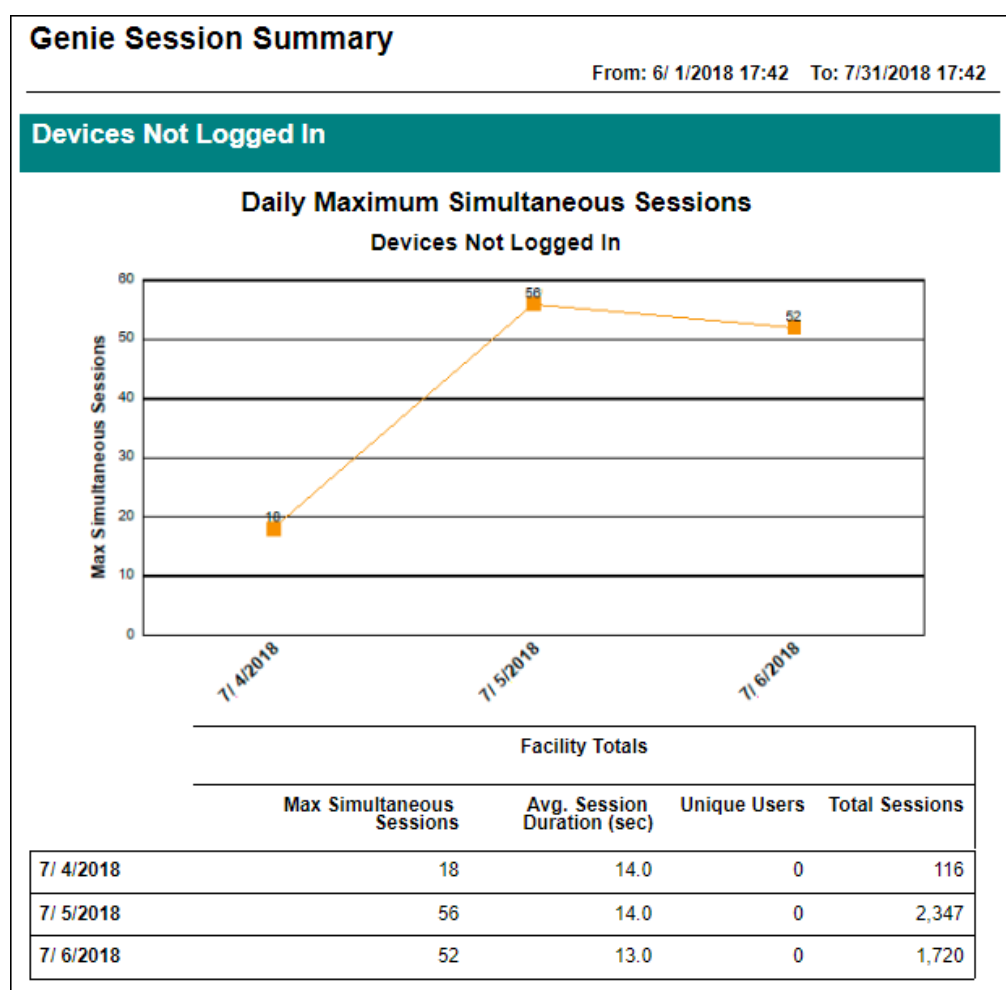 Genie Session Summary
From: 6/ 1/2018 17:42 To: 7/31/2018 17:42
Devices Not Logged In
Daily Maximum Simultaneous Sessions
Devices Not Logged In
Max Simultaneous Sessions
60
50
40
30
20
10
0
18
56
52
7/ 4/2018
7/ 5/2018
7/ 6/2018
Facility Totals
Max Simultaneous Avg. Session Unique Users Total Sessions
Sessions Duration (sec)
7/ 4/2018 18 14.0 0 116
7/ 5/2018 56 14.0 0 2,347
7/ 6/2018 52 13.0 0 1,720